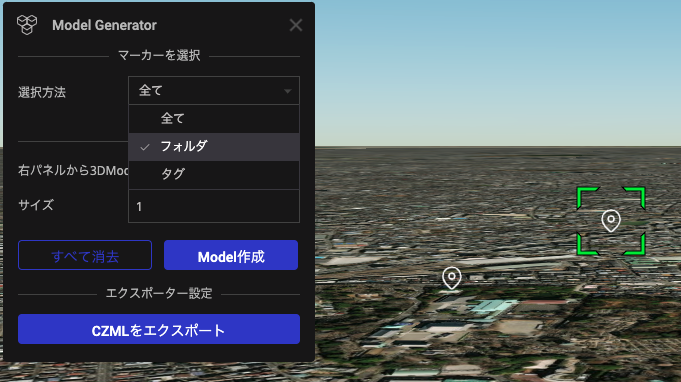 Model Generator
マーカーを選択
選択方法
全て
全て
フォルダ
タグ
右パネルから3DMod
サイズ
1
すべて消去
Model作成
エクスポーター設定
CZMLをエクスポート